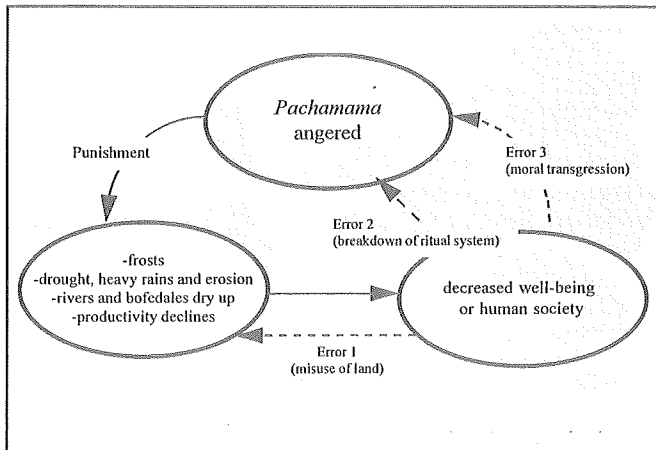 Pachamama
angered
Punishment
Error 3
(moral transgression)
Error 2
(breakdown of ritual system)
-frosts
-drought, heavy rains and erosion
-rivers and bofedales dry up
-productivity declines
decreased well-being
or human society
Error 1
(misuse of land)